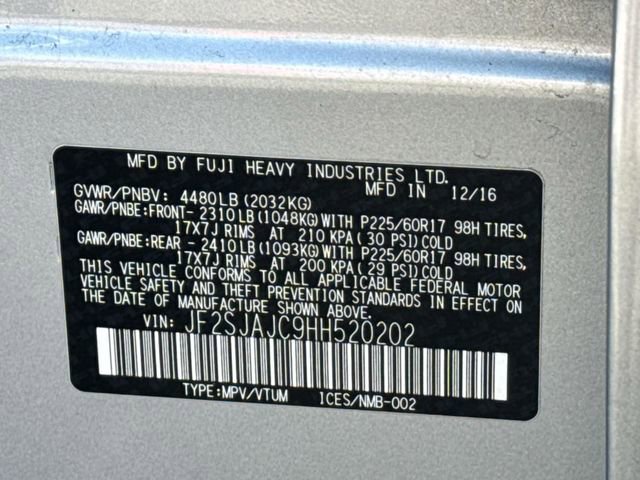 MFD BY FUJI HEAVY INDUSTRIES LTD.
MFD IN 12/16
GVWR/PNBV: 4480LB(2032KG)
GAWR/PNBE:FRONT- 2310LB(1048KG)WITH P225/60R17 98H TIRES,
17X7J RIMS AT 210 KPA(30 PSI)COLD
GAWR/PNBE:REAR - 2410LB(1093KG)WITH P225/60R17 98H TIRES,
17X7J RIMS AT 200 KPA(29 PSI)COLD
THIS VEHICLE CONFORMS TO ALL APPLICABLE FEDERAL MOTOR
VEHICLE SAFETY AND THEFT PREVENTION STANDARDS IN EFFECT ON
THE DATE OF MANUFACTURE SHOWN ABOVE.
VIN: JF2SJAJC9HH520202
TYPE:MPV/VTUM ICES/NMB-002